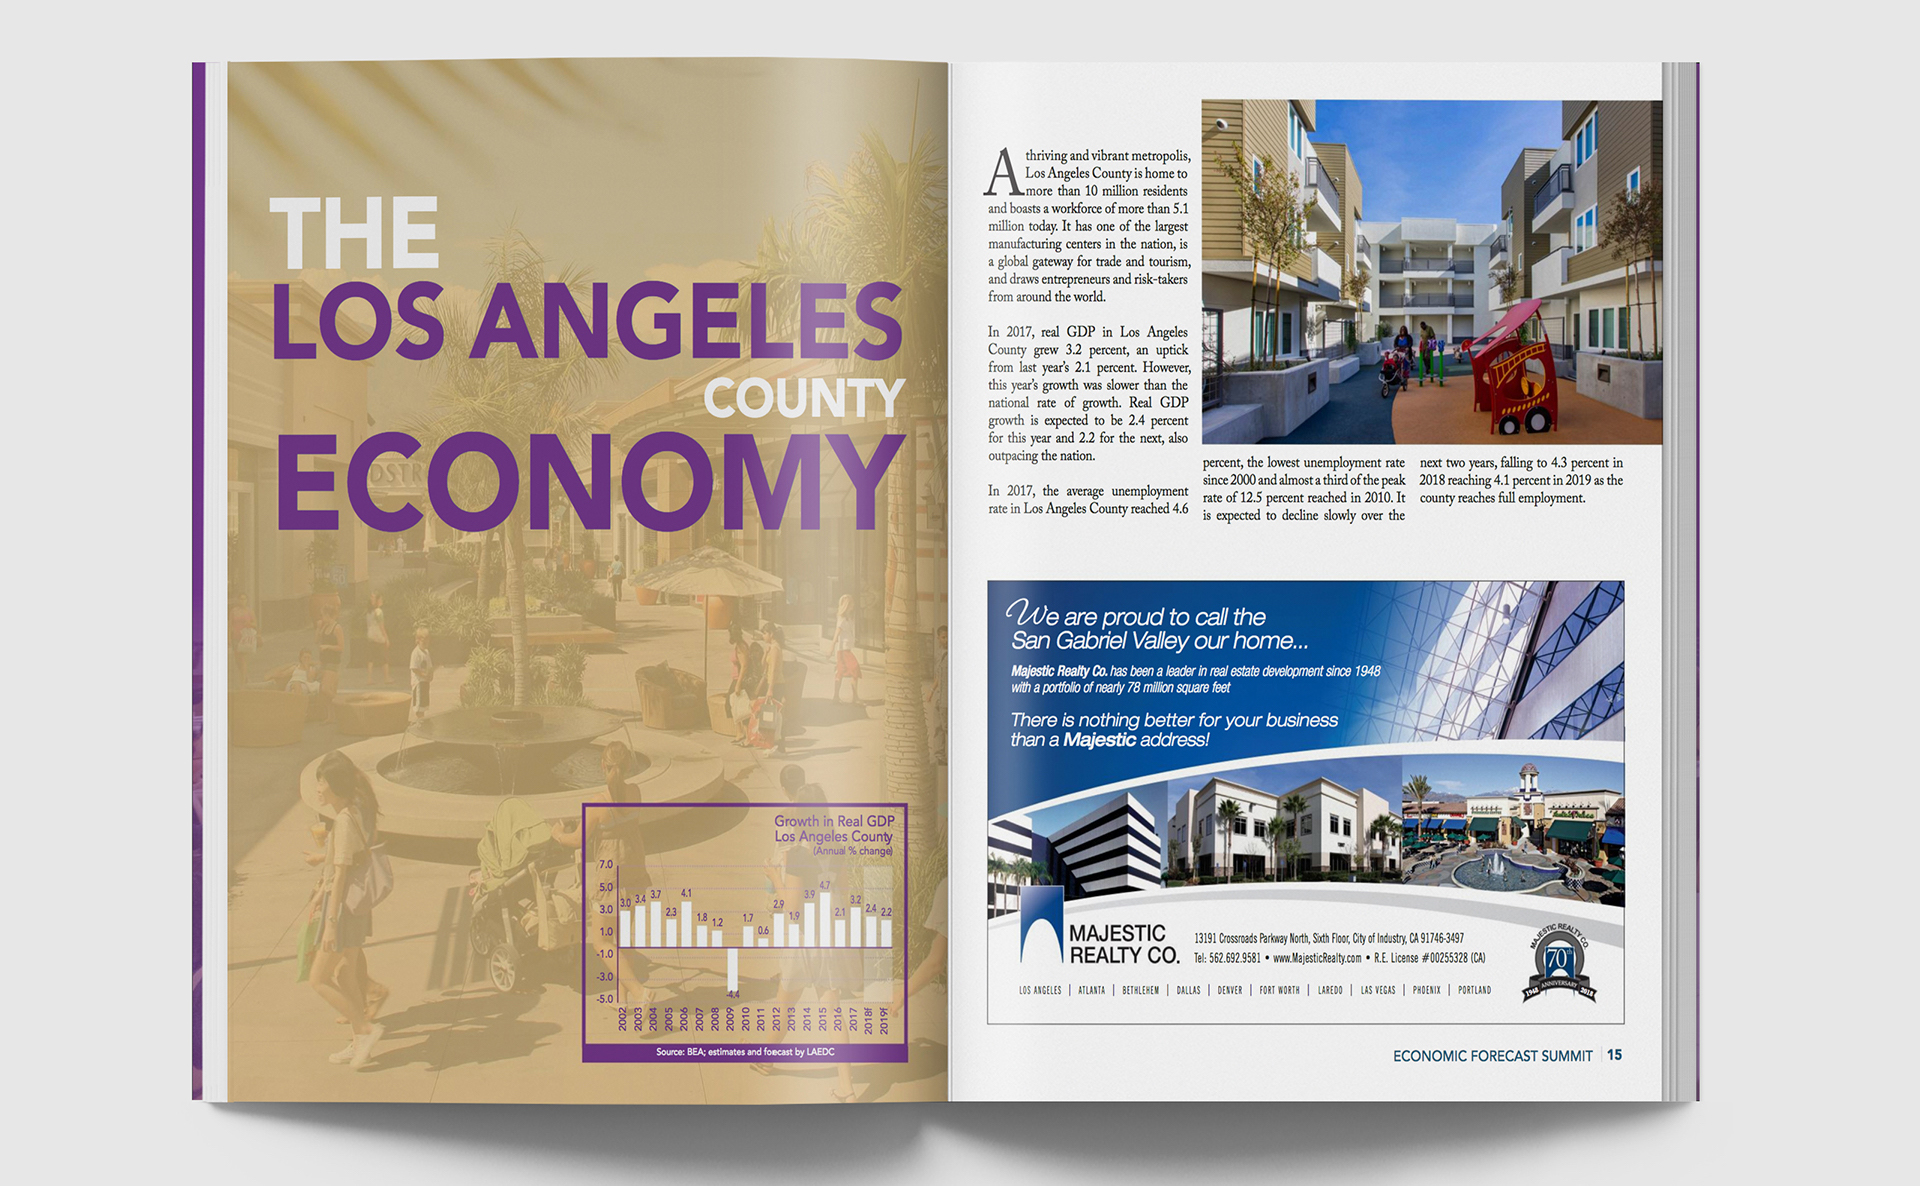 THE
LOS ANGELES
COUNTY
ECONOMY
Growth in Real GDP
Los Angeles County
(Annual % change)
7.0
5.0
3.0
1.0
-1.0
-3.0
-5.0
3.0 3.4 3.7 2.3 4.1 1.8 1.2 -4.4 1.7 0.6 2.9 1.9 3.9 4.7 2.1 3.2 2.4 2.2
2002 2003 2004 2005 2006 2007 2008 2009 2010 2011 2012 2013 2014 2015 2016 2017 2018f 2019f
Source: BEA; estimates and forecast by LAEDC
A thriving and vibrant metropolis,
Los Angeles County is home to
more than 10 million residents
and boasts a workforce of more than 5.1
million today. It has one of the largest
manufacturing centers in the nation, is
a global gateway for trade and tourism,
and draws entrepreneurs and risk-takers
from around the world.
In 2017, real GDP in Los Angeles
County grew 3.2 percent, an uptick
from last year's 2.1 percent. However,
this year's growth was slower than the
national rate of growth. Real GDP
growth is expected to be 2.4 percent
for this year and 2.2 for the next, also
outpacing the nation.
In 2017, the average unemployment
rate in Los Angeles County reached 4.6
percent, the lowest unemployment rate
since 2000 and almost a third of the peak
rate of 12.5 percent reached in 2010. It
is expected to decline slowly over the
next two years, falling to 4.3 percent in
2018 reaching 4.1 percent in 2019 as the
county reaches full employment.
We are proud to call the
San Gabriel Valley our home...
Majestic Realty Co. has been a leader in real estate development since 1948
with a portfolio of nearly 78 million square feet
There is nothing better for your business
than a Majestic address!
MAJESTIC
REALTY CO.
13191 Crossroads Parkway North, Sixth Floor, City of Industry, CA 91746-3497
Tel: 562.692.9581 • www.MajesticRealty.com • R.E. License #00255328 (CA)
LOS ANGELES | ATLANTA | BETHLEHEM | DALLAS | DENVER | FORT WORTH | LAREDO | LAS VEGAS | PHOENIX | PORTLAND
MAJESTIC REALTY CO.
70th
ANNIVERSARY
1948 2018
ECONOMIC FORECAST SUMMIT | 15